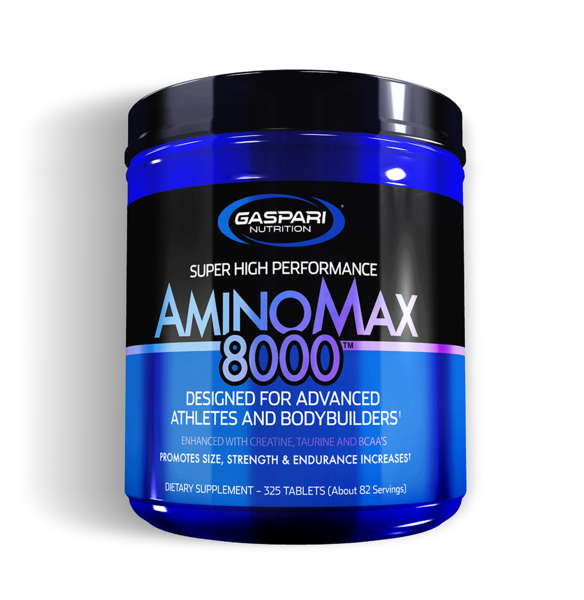 GASPARI
NUTRITION
SUPER HIGH PERFORMANCE
AMINOMAX
8000™
DESIGNED FOR ADVANCED
ATHLETES AND BODYBUILDERS†
ENHANCED WITH CREATINE, TAURINE AND BCAA'S
PROMOTES SIZE, STRENGTH & ENDURANCE INCREASES†
DIETARY SUPPLEMENT – 325 TABLETS (About 82 Servings)